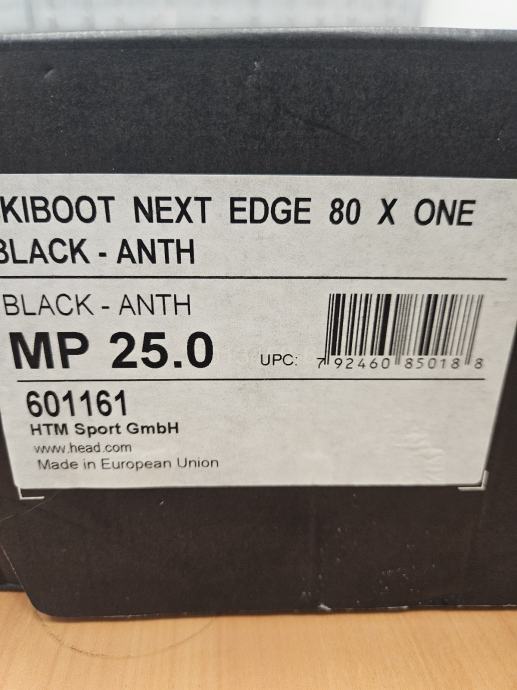 KIBOOT NEXT EDGE 80 X ONE
BLACK - ANTH
BLACK - ANTH
MP 25.0
UPC: 7 92460 85018 8
601161
HTM Sport GmbH
www.head.com
Made in European Union